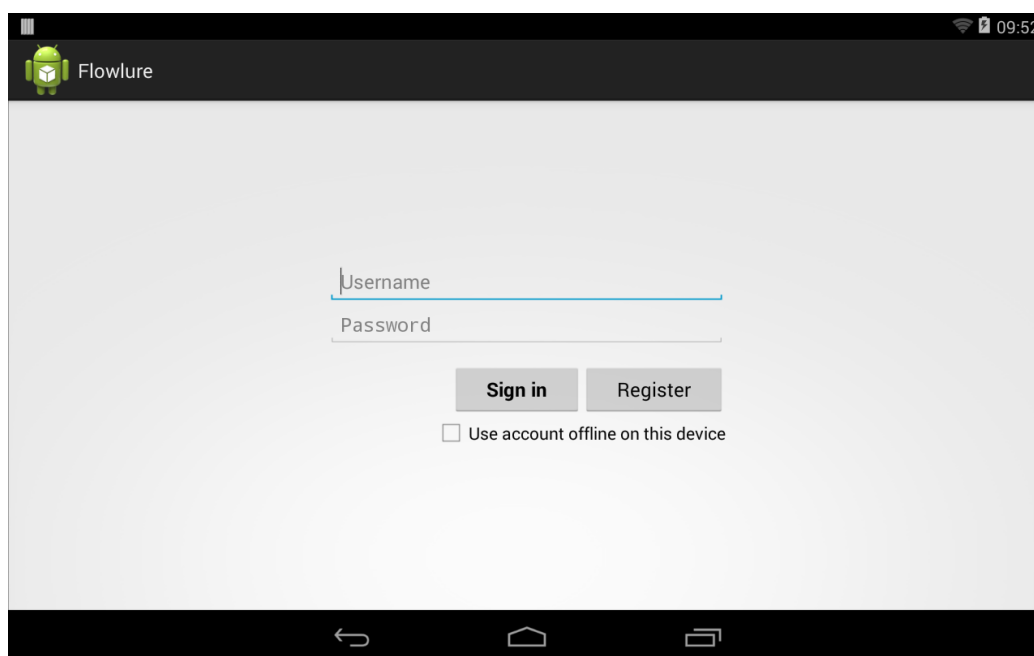 09:52
Flowlure
Username
Password
Sign in Register
Use account offline on this device